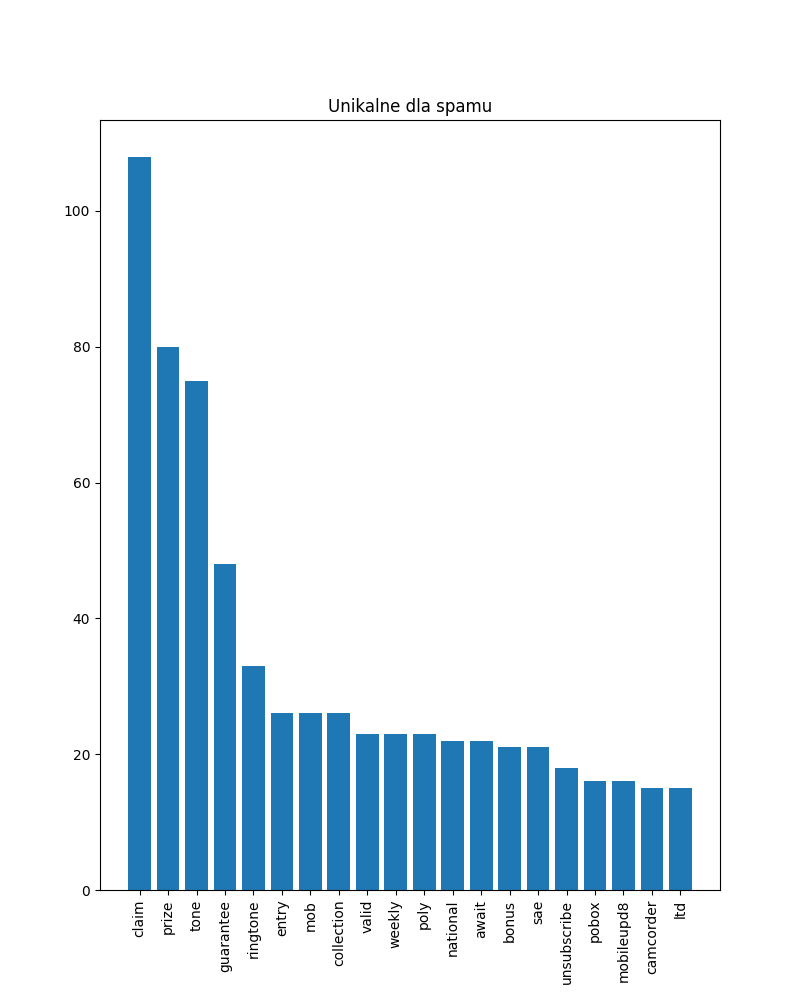 Unikalne dla spamu
100
80
60
40
20
0
claim
prize
tone
guarantee
ringtone
entry
mob
collection
valid
weekly
poly
national
await
bonus
sae
unsubscribe
pobox
mobileupd8
camcorder
ltd